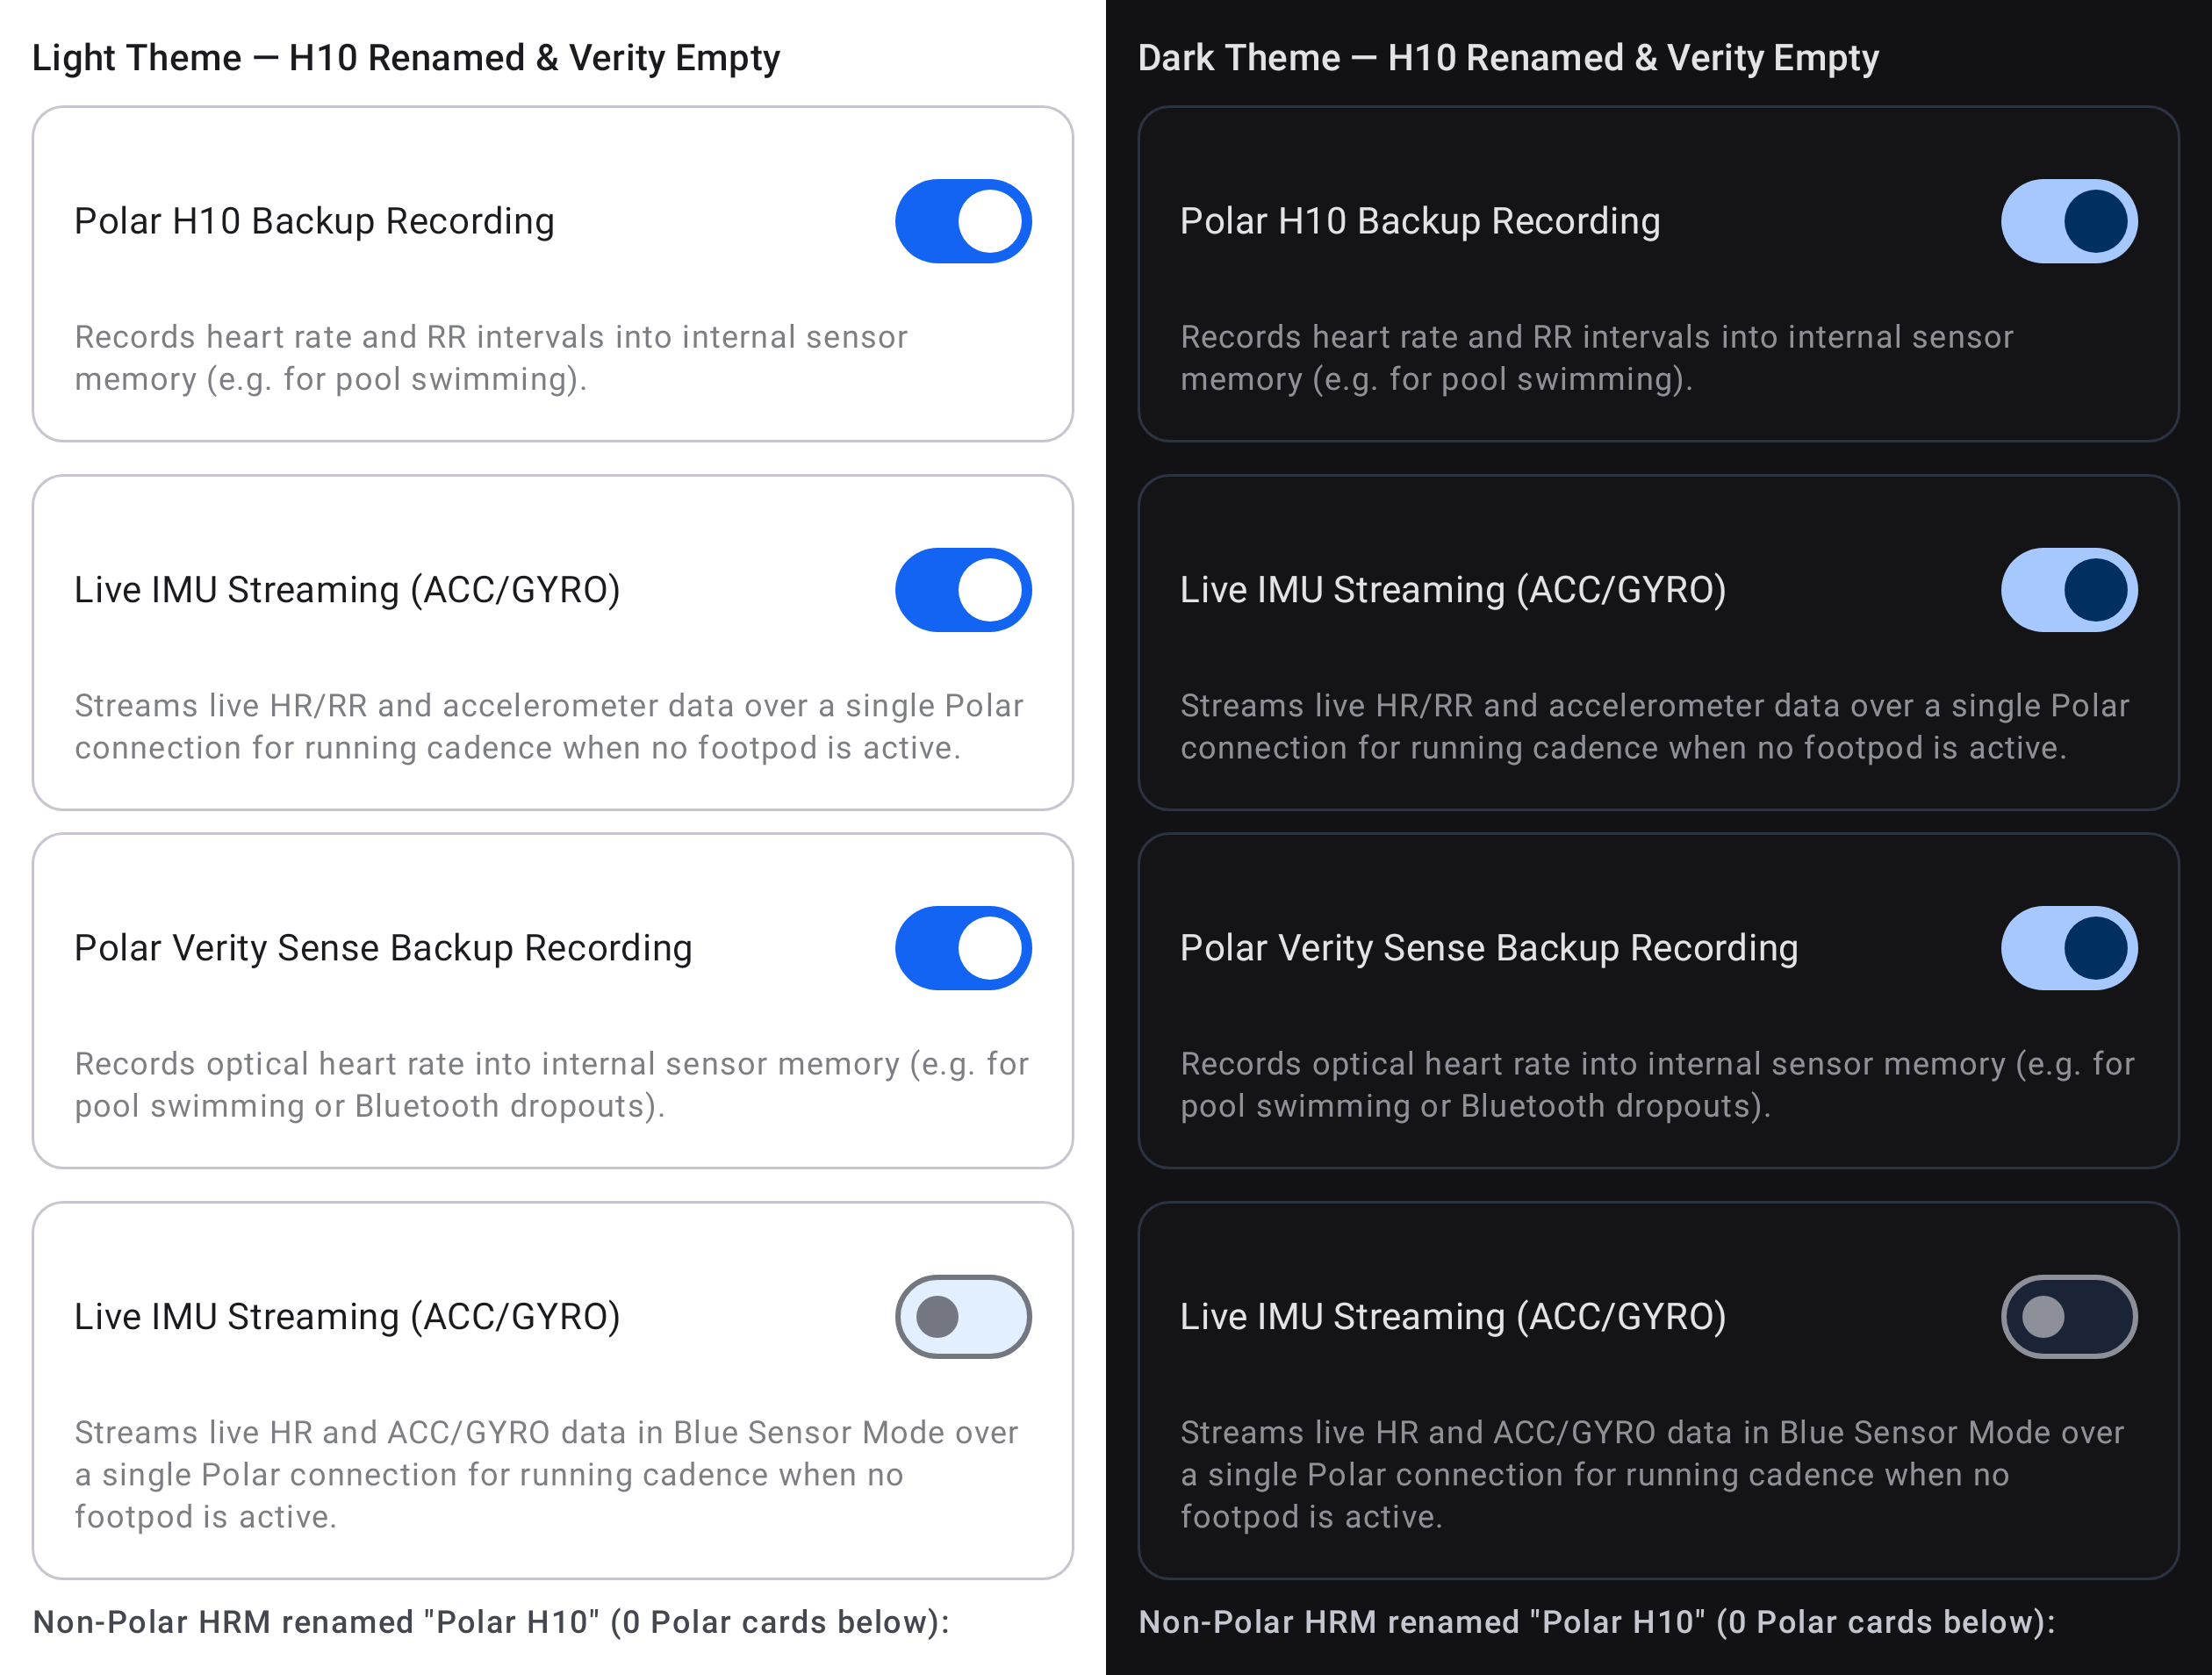 Light Theme — H10 Renamed & Verity Empty
Polar H10 Backup Recording
Records heart rate and RR intervals into internal sensor
memory (e.g. for pool swimming).
Live IMU Streaming (ACC/GYRO)
Streams live HR/RR and accelerometer data over a single Polar
connection for running cadence when no footpod is active.
Polar Verity Sense Backup Recording
Records optical heart rate into internal sensor memory (e.g. for
pool swimming or Bluetooth dropouts).
Live IMU Streaming (ACC/GYRO)
Streams live HR and ACC/GYRO data in Blue Sensor Mode over
a single Polar connection for running cadence when no
footpod is active.
Non-Polar HRM renamed "Polar H10" (0 Polar cards below):
Dark Theme — H10 Renamed & Verity Empty
Polar H10 Backup Recording
Records heart rate and RR intervals into internal sensor
memory (e.g. for pool swimming).
Live IMU Streaming (ACC/GYRO)
Streams live HR/RR and accelerometer data over a single Polar
connection for running cadence when no footpod is active.
Polar Verity Sense Backup Recording
Records optical heart rate into internal sensor memory (e.g. for
pool swimming or Bluetooth dropouts).
Live IMU Streaming (ACC/GYRO)
Streams live HR and ACC/GYRO data in Blue Sensor Mode over
a single Polar connection for running cadence when no
footpod is active.
Non-Polar HRM renamed "Polar H10" (0 Polar cards below):